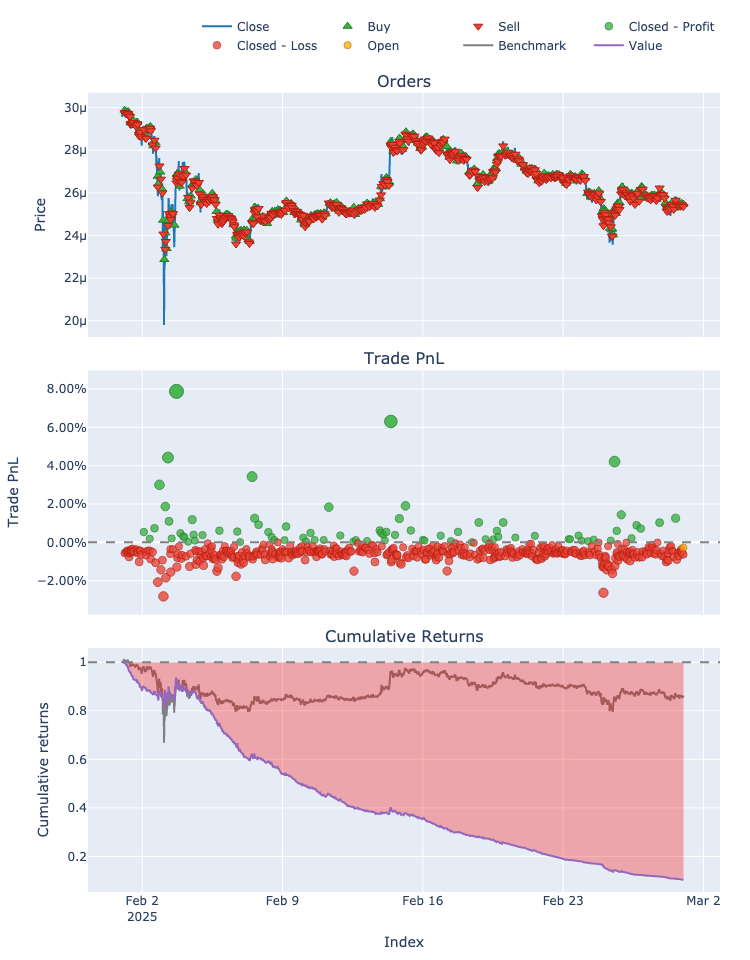 Close Buy Sell Closed - Profit
Closed - Loss Open Benchmark Value
Orders
30μ
28μ
26μ
24μ
22μ
20μ
Price
Trade PnL
8.00%
6.00%
4.00%
2.00%
0.00%
−2.00%
Trade PnL
Cumulative Returns
1
0.8
0.6
0.4
0.2
Cumulative returns
Feb 2 Feb 9 Feb 16 Feb 23 Mar 2
2025
Index